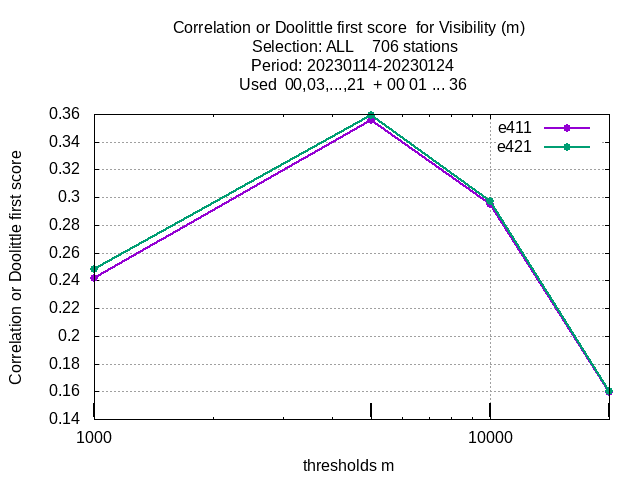 Correlation or Doolittle first score  for Visibility (m)
Selection: ALL    706 stations
Period: 20230114-20230124
Used  00,03,...,21  + 00 01 ... 36
e411
e421
0.36
0.34
0.32
0.3
0.28
0.26
0.24
0.22
0.2
0.18
0.16
0.14
Correlation or Doolittle first score
1000
10000
thresholds m